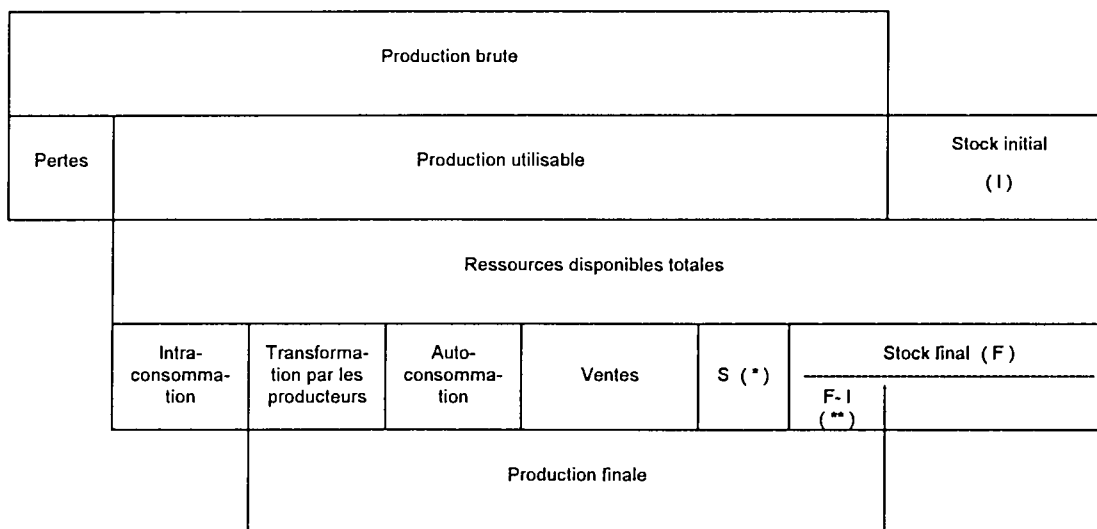 Production brute
Pertes
Production utilisable
Stock initial
( I )
Ressources disponibles totales
Intra-
consomma-
tion
Transforma-
tion par les
producteurs
Auto-
consomma-
tion
Ventes
S ( * )
Stock final ( F )
F- I
( ** )
Production finale